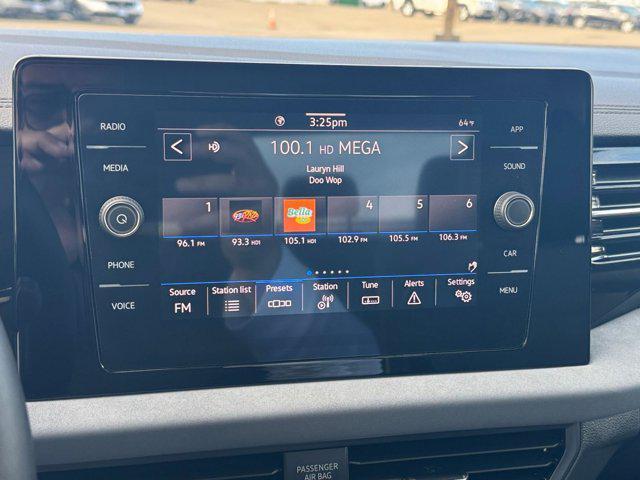 3:25pm
64°F
RADIO
MEDIA
PHONE
VOICE
100.1 HD MEGA
Lauryn Hill
Doo Wop
1
Bella
4
5
6
96.1 FM
93.3 HD1
105.1 HD1
102.9 FM
105.5 FM
106.3 FM
Source
FM
Station list
Presets
Station
Tune
Alerts
Settings
APP
SOUND
CAR
MENU
PASSENGER
AIR BAG